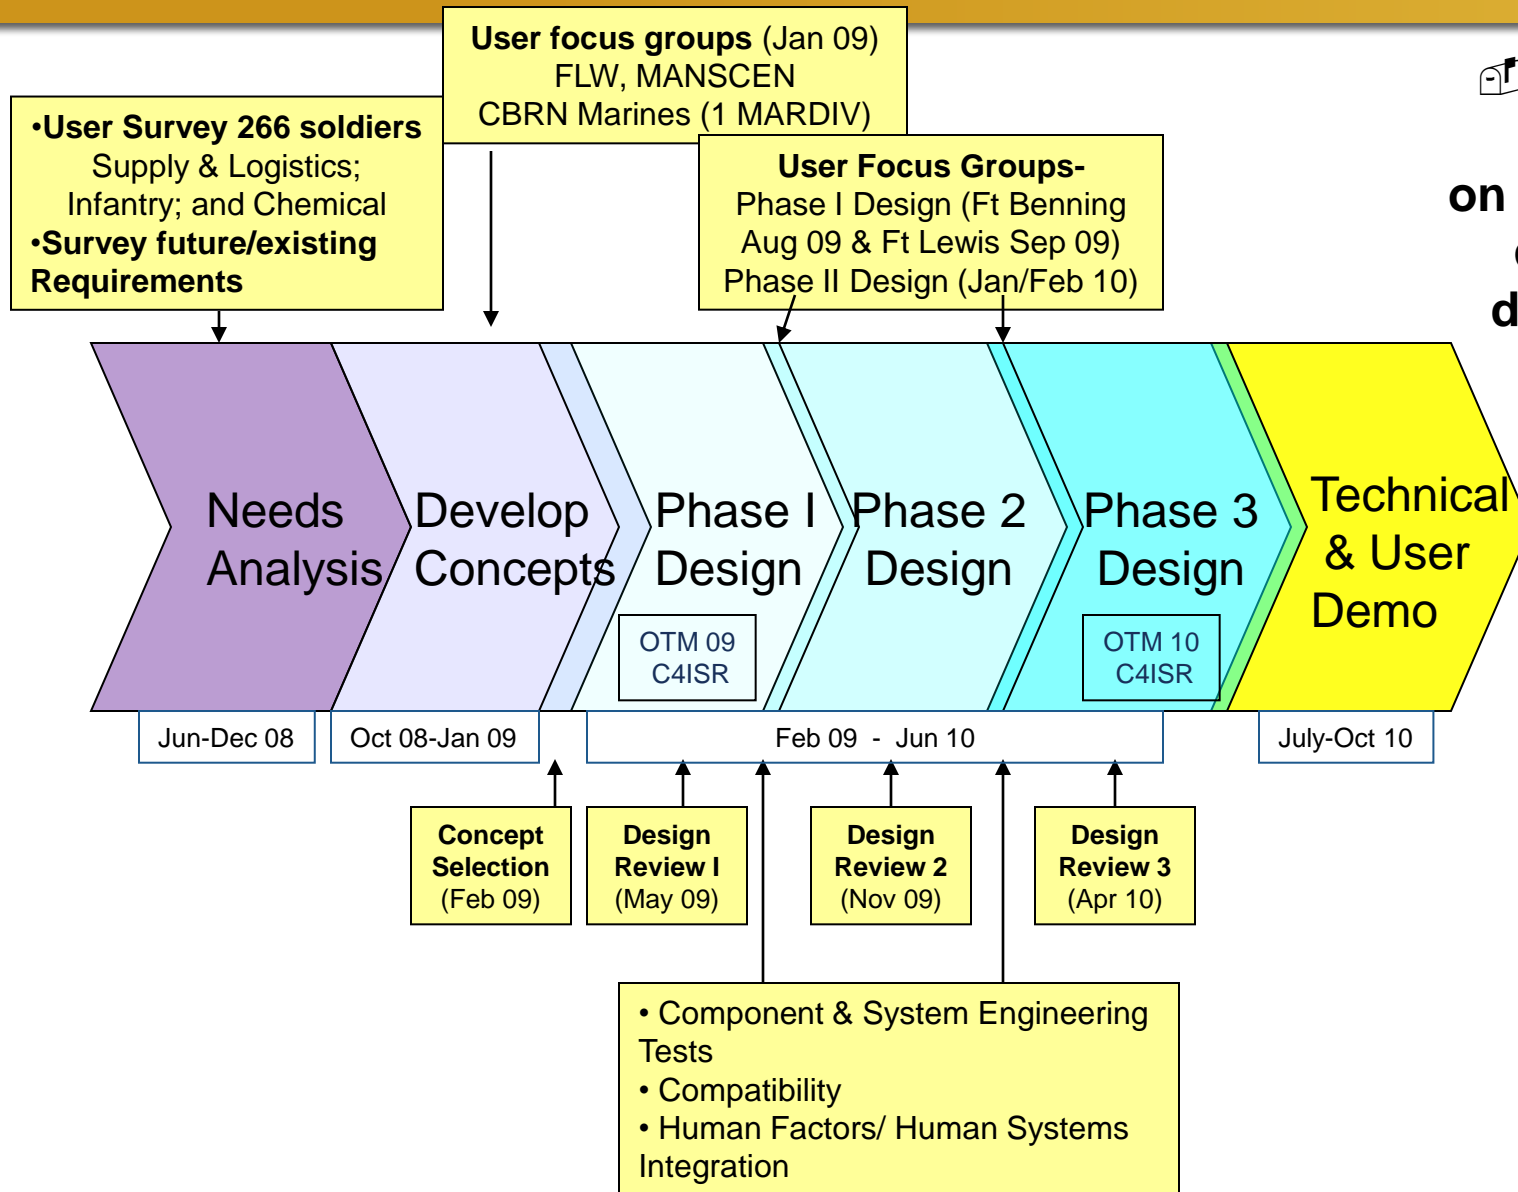 User focus groups (Jan 09)
FLW, MANSCEN
CBRN Marines (1 MARDIV)
•User Survey 266 soldiers
Supply & Logistics;
Infantry; and Chemical
•Survey future/existing
Requirements
User Focus Groups-
Phase I Design (Ft Benning
Aug 09 & Ft Lewis Sep 09)
Phase II Design (Jan/Feb 10)
on
Needs
Analysis
Develop
Concepts
Phase I
Design
Phase 2
Design
Phase 3
Design
Technical
& User
Demo
OTM 09
C4ISR
OTM 10
C4ISR
Jun-Dec 08
Oct 08-Jan 09
Feb 09 - Jun 10
July-Oct 10
Concept
Selection
(Feb 09)
Design
Review I
(May 09)
Design
Review 2
(Nov 09)
Design
Review 3
(Apr 10)
• Component & System Engineering
Tests
• Compatibility
• Human Factors/ Human Systems
Integration